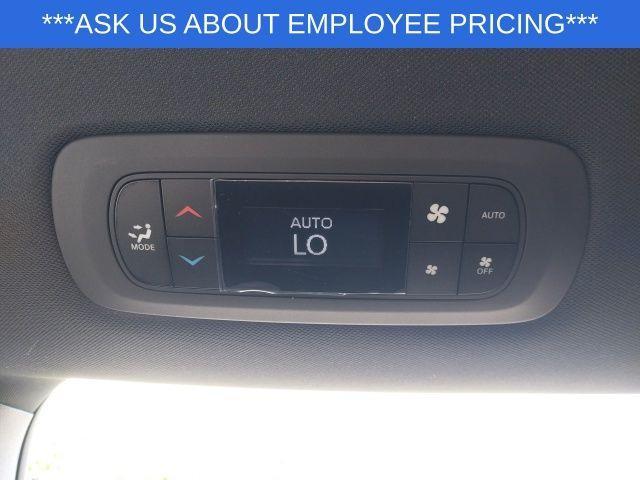 ***ASK US ABOUT EMPLOYEE PRICING***
AUTO
LO
MODE
AUTO
OFF